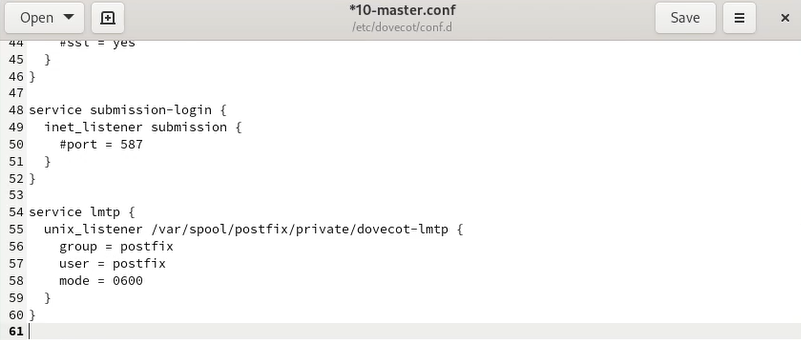 Open
*10-master.conf
/etc/dovecot/conf.d
Save
44     #ssl = yes
45   }
46 }
47
48 service submission-login {
49   inet_listener submission {
50     #port = 587
51   }
52 }
53
54 service lmtp {
55   unix_listener /var/spool/postfix/private/dovecot-lmtp {
56     group = postfix
57     user = postfix
58     mode = 0600
59   }
60 }
61